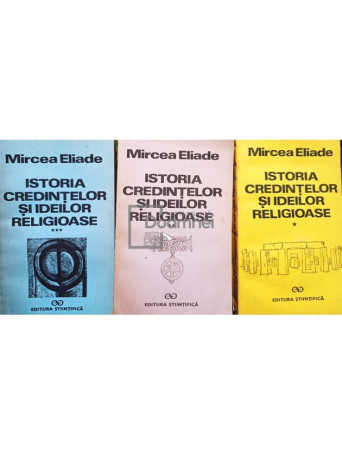 Mircea Eliade
ISTORIA
CREDINȚELOR
ȘI IDEILOR
RELIGIOASE
***
EDITURA ȘTIINȚIFICĂ
Mircea Eliade
ISTORIA
CREDINȚELOR
ȘI IDEILOR
RELIGIOASE
EDITURA ȘTIINȚIFICĂ
Mircea Eliade
ISTORIA
CREDINȚELOR
ȘI IDEILOR
RELIGIOASE
*
EDITURA ȘTIINȚIFICĂ